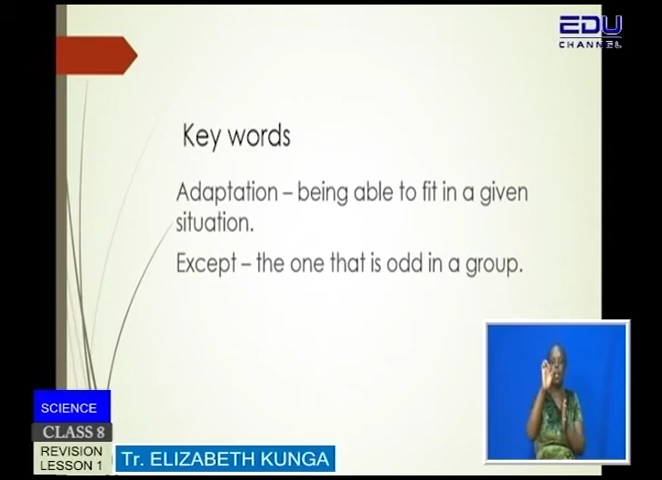 EDU
CHANNEL
Key words
Adaptation – being able to fit in a given
situation.
Except – the one that is odd in a group.
SCIENCE
CLASS 8
REVISION
LESSON 1
Tr. ELIZABETH KUNGA